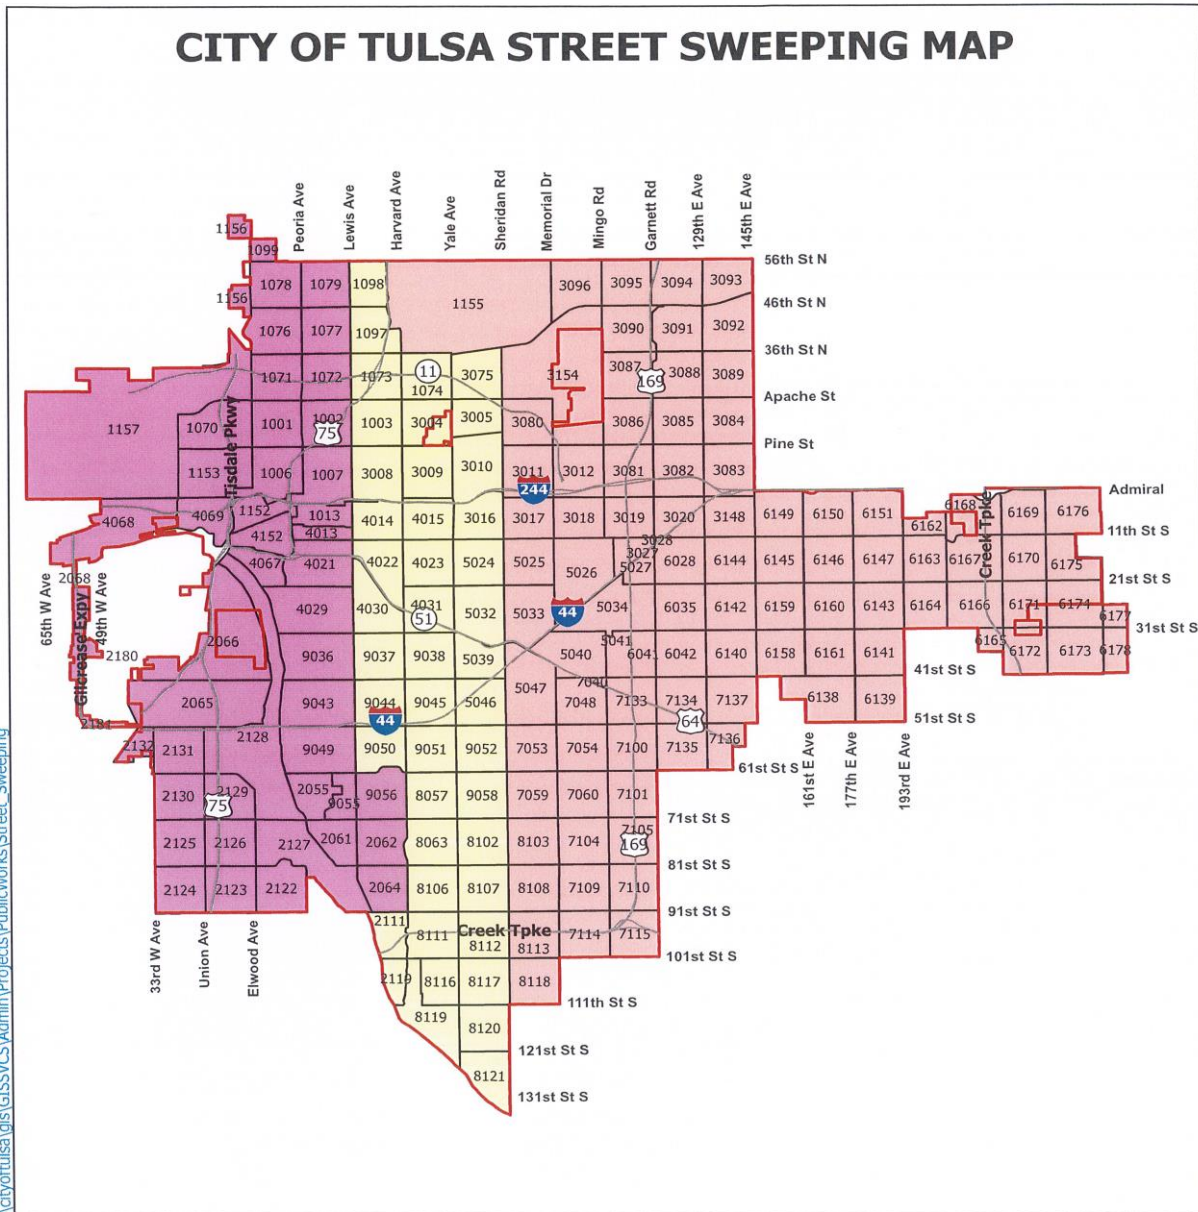 CITY OF TULSA STREET SWEEPING MAP
Peoria Ave
Lewis Ave
Harvard Ave
Yale Ave
Sheridan Rd
Memorial Dr
Mingo Rd
Garnett Rd
129th E Ave
145th E Ave
1156
1099
56th St N
1078 1079 1098 1155 3096 3095 3094 3093
1156
46th St N
1076 1077 1097 3090 3091 3092
36th St N
1071 1072 1073 11 1074 3075 3154 3087 169 3088 3089
Apache St
1157 1070 1001 1002 75 1003 3004 3005 3080 3086 3085 3084
Tisdale Pkwy
Pine St
1153 1006 1007 3008 3009 3010 3011 3012 3081 3082 3083
244
Admiral
4068 4069 1152 1013 4014 4015 3016 3017 3018 3019 3020 3148 6149 6150 6151 6162 6168 6169 6176
Creek Tpke
11th St S
4152 4013 3028 3027
4067 4021 4022 4023 5024 5025 5026 5027 6028 6144 6145 6146 6147 6163 6167 6170 6175
21st St S
65th W Ave
2068
Gilcrease Expy
49th W Ave
4029 4030 4031 51 5032 5033 44 5034 6035 6142 6159 6160 6143 6164 6166 6171 6174 6177
31st St S
2180 2066 9036 9037 9038 5039 5040 5041 6041 6042 6140 6158 6161 6141 6165 6172 6173 6178
41st St S
2065 9043 9044 9045 5046 5047 7040 7048 7133 7134 7137 6138 6139
2181
44
64
51st St S
2132 2131 2128 9049 9050 9051 9052 7053 7054 7100 7135 7136
61st St S
161st E Ave
177th E Ave
193rd E Ave
2130 2129 75 2055 9055 9056 8057 9058 7059 7060 7101
71st St S
2125 2126 2127 2061 2062 8063 8102 8103 7104 7105 169
81st St S
2124 2123 2122 2064 8106 8107 8108 7109 7110
91st St S
33rd W Ave
Union Ave
Elwood Ave
2111 8111 Creek Tpke 8112 8113 7114 7115
101st St S
2119 8116 8117 8118
111th St S
8119 8120
121st St S
8121
131st St S
\cityoftulsa\gis\GISSVCS\Admin\Projects\PublicWorks\Street_Sweeping